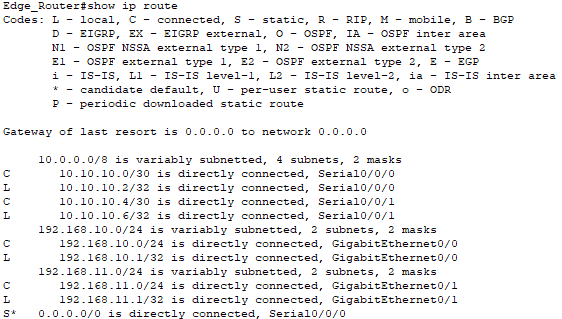 Edge_Router#show ip route
Codes: L - local, C - connected, S - static, R - RIP, M - mobile, B - BGP
D - EIGRP, EX - EIGRP external, O - OSPF, IA - OSPF inter area
N1 - OSPF NSSA external type 1, N2 - OSPF NSSA external type 2
E1 - OSPF external type 1, E2 - OSPF external type 2, E - EGP
i - IS-IS, L1 - IS-IS level-1, L2 - IS-IS level-2, ia - IS-IS inter area
* - candidate default, U - per-user static route, o - ODR
P - periodic downloaded static route
Gateway of last resort is 0.0.0.0 to network 0.0.0.0
10.0.0.0/8 is variably subnetted, 4 subnets, 2 masks
C 10.10.10.0/30 is directly connected, Serial0/0/0
L 10.10.10.2/32 is directly connected, Serial0/0/0
C 10.10.10.4/30 is directly connected, Serial0/0/1
L 10.10.10.6/32 is directly connected, Serial0/0/1
192.168.10.0/24 is variably subnetted, 2 subnets, 2 masks
C 192.168.10.0/24 is directly connected, GigabitEthernet0/0
L 192.168.10.1/32 is directly connected, GigabitEthernet0/0
192.168.11.0/24 is variably subnetted, 2 subnets, 2 masks
C 192.168.11.0/24 is directly connected, GigabitEthernet0/1
L 192.168.11.1/32 is directly connected, GigabitEthernet0/1
S* 0.0.0.0/0 is directly connected, Serial0/0/0